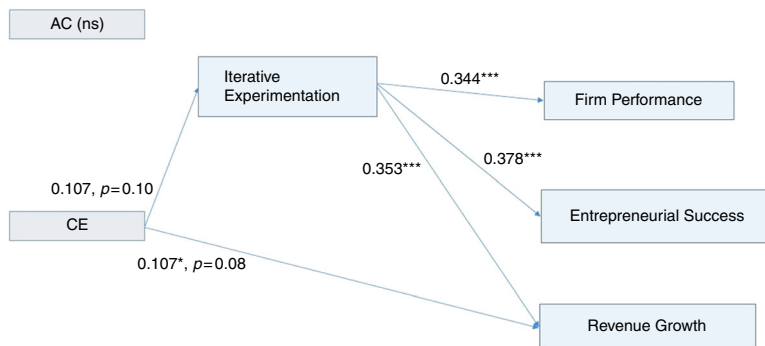 AC (ns)
Iterative
Experimentation
0.344***
Firm Performance
0.353***
0.378***
0.107, p=0.10
Entrepreneurial Success
CE
0.107*, p=0.08
Revenue Growth